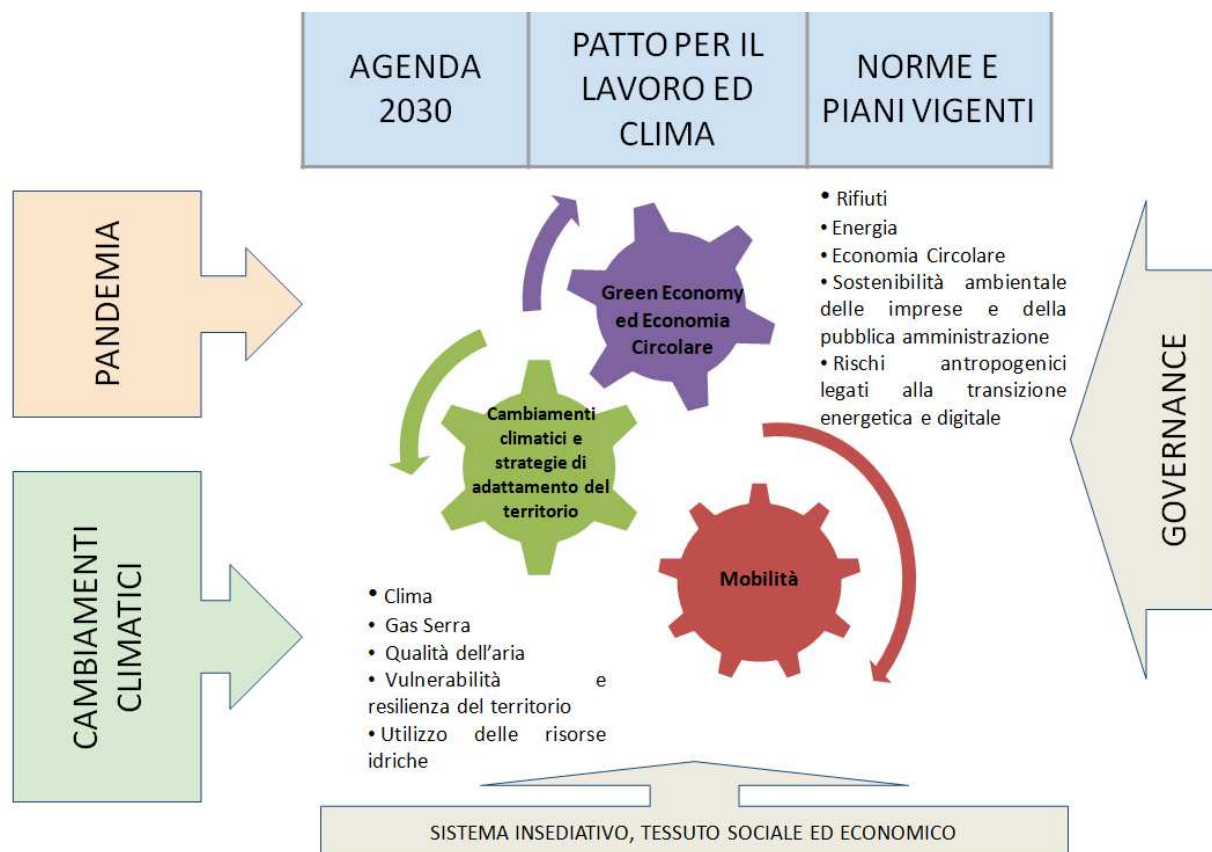 AGENDA
2030
PATTO PER IL
LAVORO ED
CLIMA
NORME E
PIANI VIGENTI
PANDEMIA
CAMBIAMENTI
CLIMATICI
Green Economy
ed Economia
Circolare
Cambiamenti
climatici e
strategie di
adattamento del
territorio
Mobilità
• Rifiuti
• Energia
• Economia Circolare
• Sostenibilità ambientale
delle imprese e della
pubblica amministrazione
• Rischi antropogenici
legati alla transizione
energetica e digitale
• Clima
• Gas Serra
• Qualità dell'aria
• Vulnerabilità e
resilienza del territorio
• Utilizzo delle risorse
idriche
GOVERNANCE
SISTEMA INSEDIATIVO, TESSUTO SOCIALE ED ECONOMICO